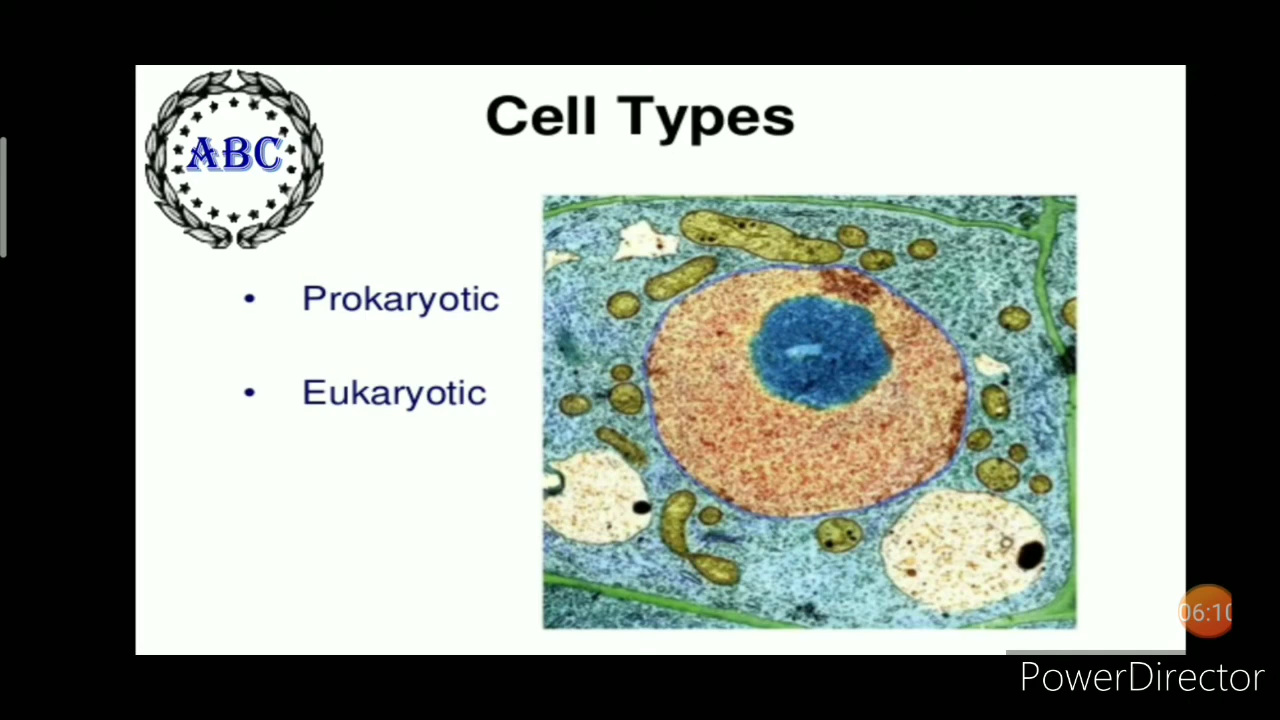 Cell Types
ABC
• Prokaryotic
• Eukaryotic
06:10
PowerDirector